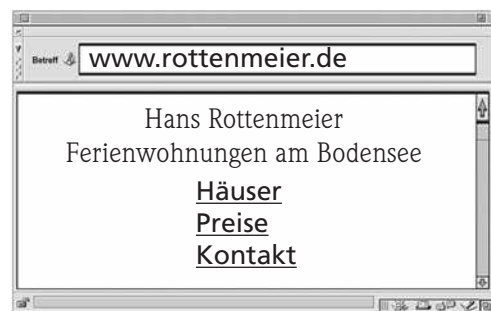 Betreff www.rottenmeier.de
Hans Rottenmeier
Ferienwohnungen am Bodensee
Häuser
Preise
Kontakt